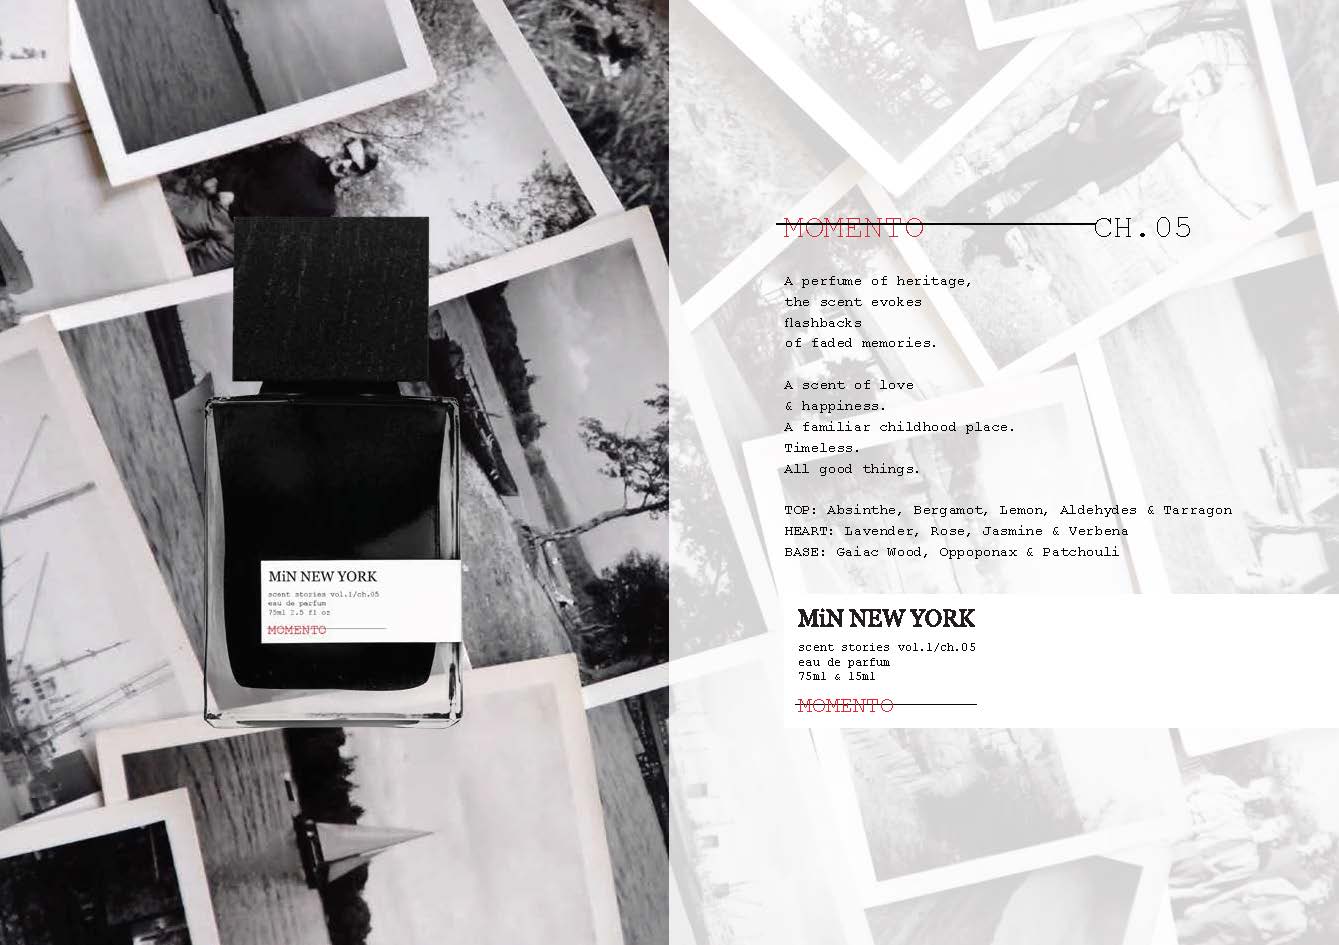 MiN NEW YORK
scent stories vol.1/ch.05
eau de parfum
75ml 2.5 fl oz
MOMENTO
MOMENTO CH.05
A perfume of heritage,
the scent evokes
flashbacks
of faded memories.
A scent of love
& happiness.
A familiar childhood place.
Timeless.
All good things.
TOP: Absinthe, Bergamot, Lemon, Aldehydes & Tarragon
HEART: Lavender, Rose, Jasmine & Verbena
BASE: Gaiac Wood, Oppoponax & Patchouli
MiN NEW YORK
scent stories vol.1/ch.05
eau de parfum
75ml & 15ml
MOMENTO